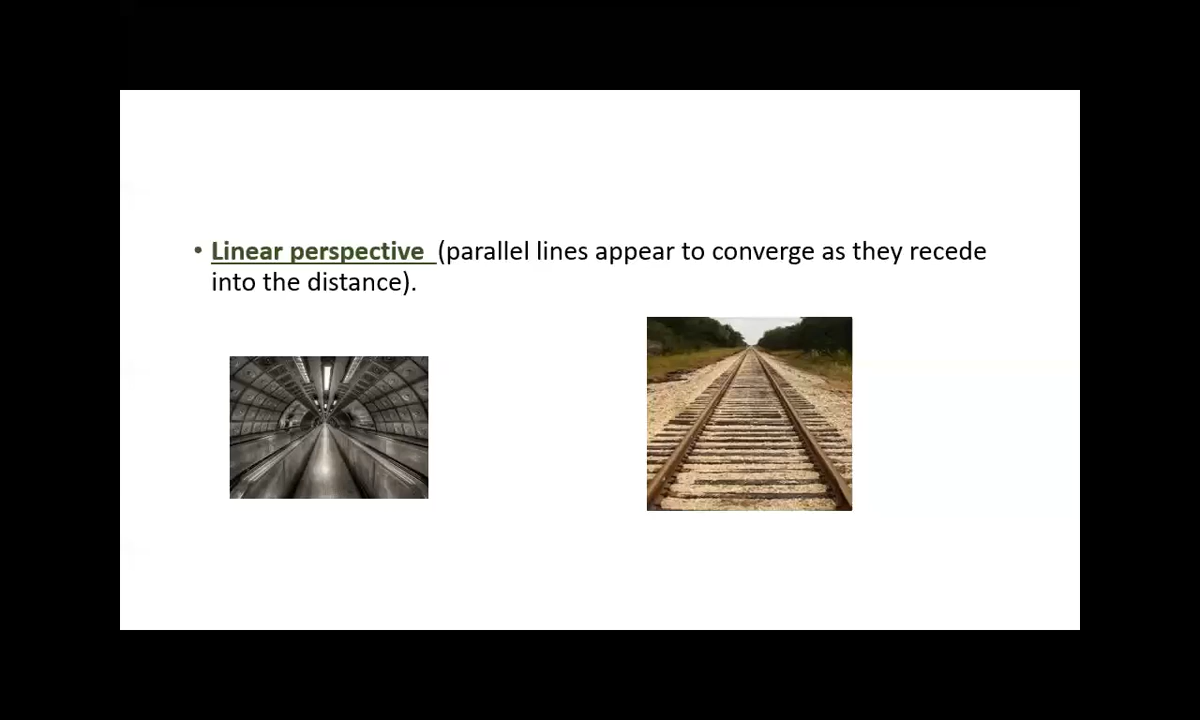 • Linear perspective (parallel lines appear to converge as they recede
into the distance).